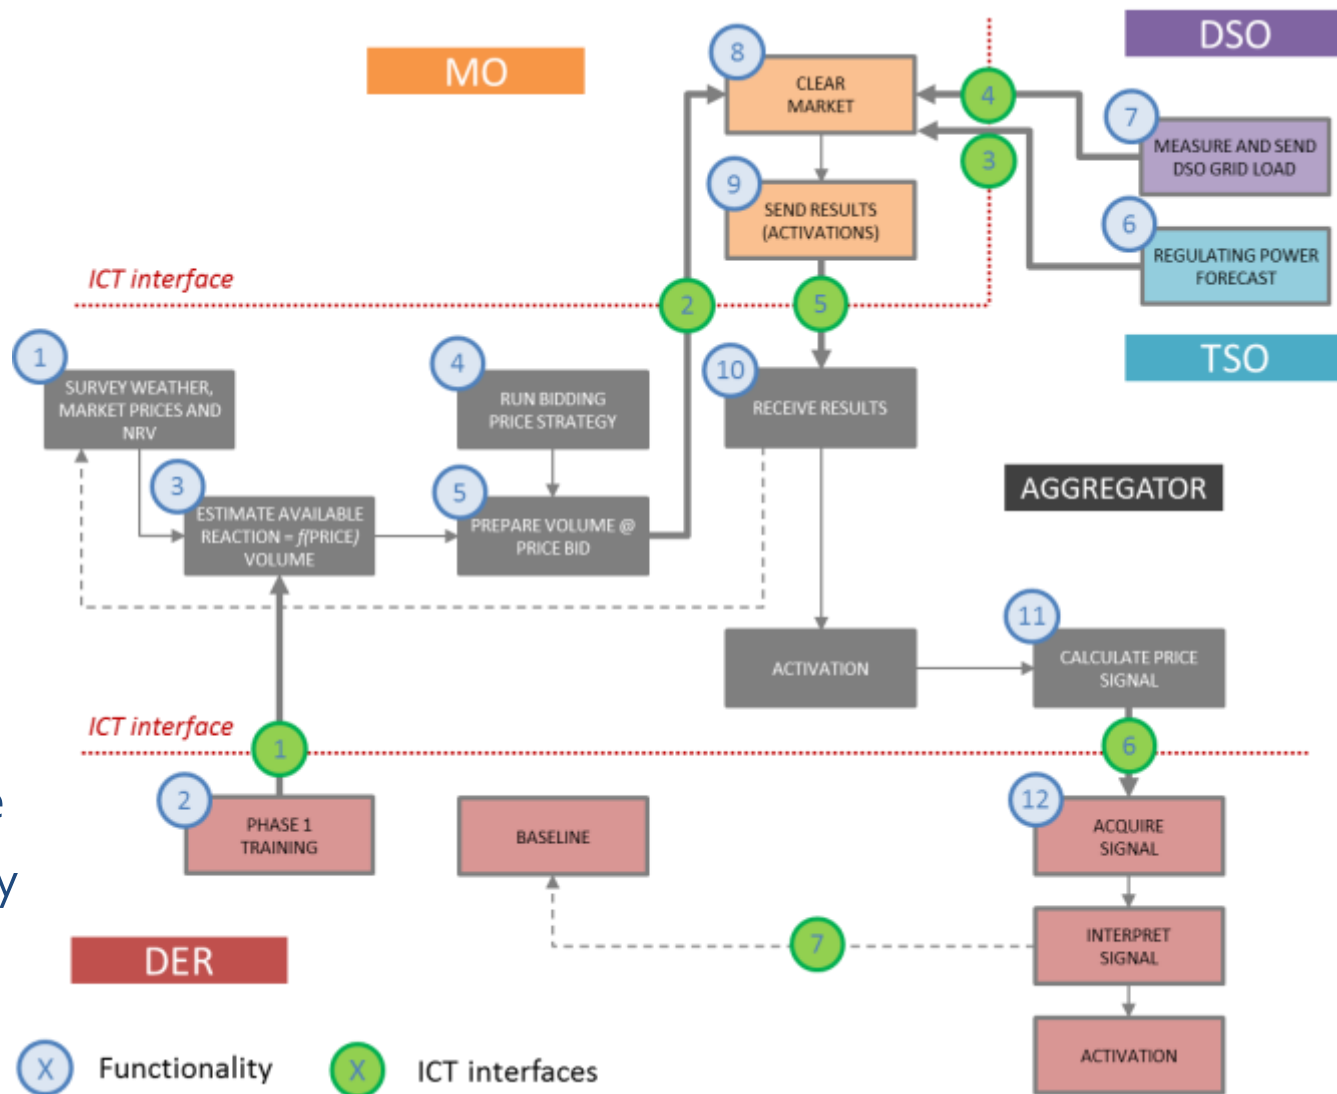 DSO
MO
8
CLEAR
MARKET
4
7
MEASURE AND SEND
DSO GRID LOAD
3
9
SEND RESULTS
(ACTIVATIONS)
6
REGULATING POWER
FORECAST
ICT interface
2
5
TSO
1
SURVEY WEATHER,
MARKET PRICES AND
NRV
4
RUN BIDDING
PRICE STRATEGY
10
RECEIVE RESULTS
AGGREGATOR
3
ESTIMATE AVAILABLE
REACTION = f(PRICE)
VOLUME
5
PREPARE VOLUME @
PRICE BID
11
CALCULATE PRICE
SIGNAL
ACTIVATION
ICT interface
1
6
2
PHASE 1
TRAINING
BASELINE
12
ACQUIRE
SIGNAL
e
y
7
INTERPRET
SIGNAL
DER
ACTIVATION
X Functionality
X ICT interfaces